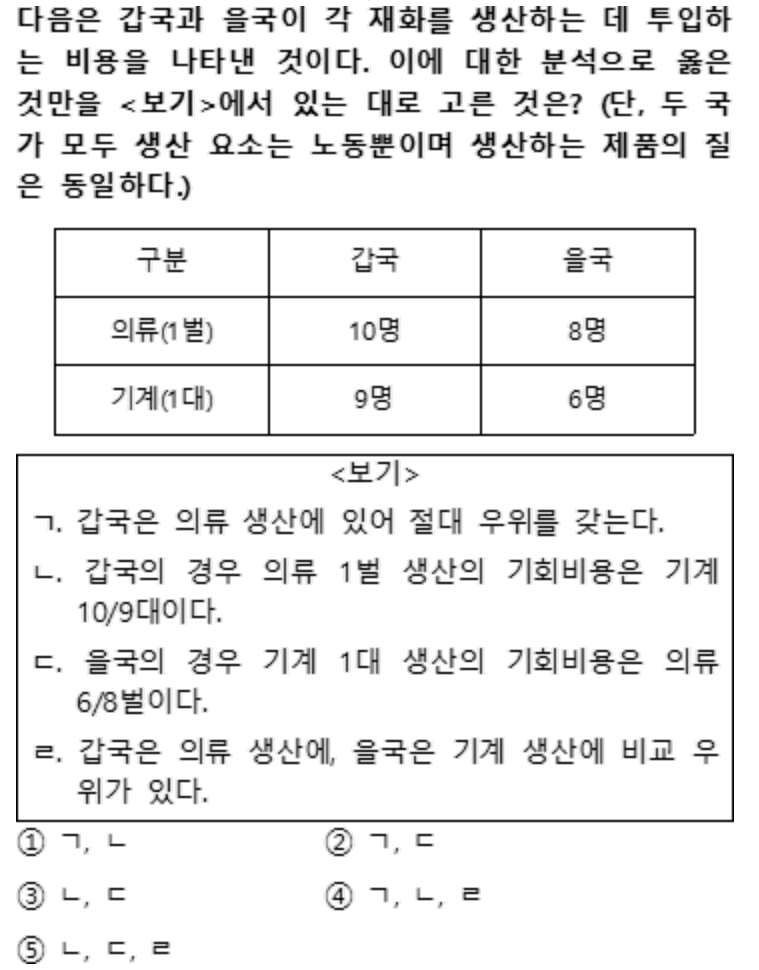 다음은 갑국과 을국이 각 재화를 생산하는 데 투입하
는 비용을 나타낸 것이다. 이에 대한 분석으로 옳은
것만을 <보기>에서 있는 대로 고른 것은? (단, 두 국
가 모두 생산 요소는 노동뿐이며 생산하는 제품의 질
은 동일하다.)
구분 갑국 을국
의류(1벌) 10명 8명
기계(1대) 9명 6명
<보기>
ㄱ. 갑국은 의류 생산에 있어 절대 우위를 갖는다.
ㄴ. 갑국의 경우 의류 1벌 생산의 기회비용은 기계
10/9대이다.
ㄷ. 을국의 경우 기계 1대 생산의 기회비용은 의류
6/8벌이다.
ㄹ. 갑국은 의류 생산에, 을국은 기계 생산에 비교 우
위가 있다.
① ㄱ, ㄴ ② ㄱ, ㄷ
③ ㄴ, ㄷ ④ ㄱ, ㄴ, ㄹ
⑤ ㄴ, ㄷ, ㄹ